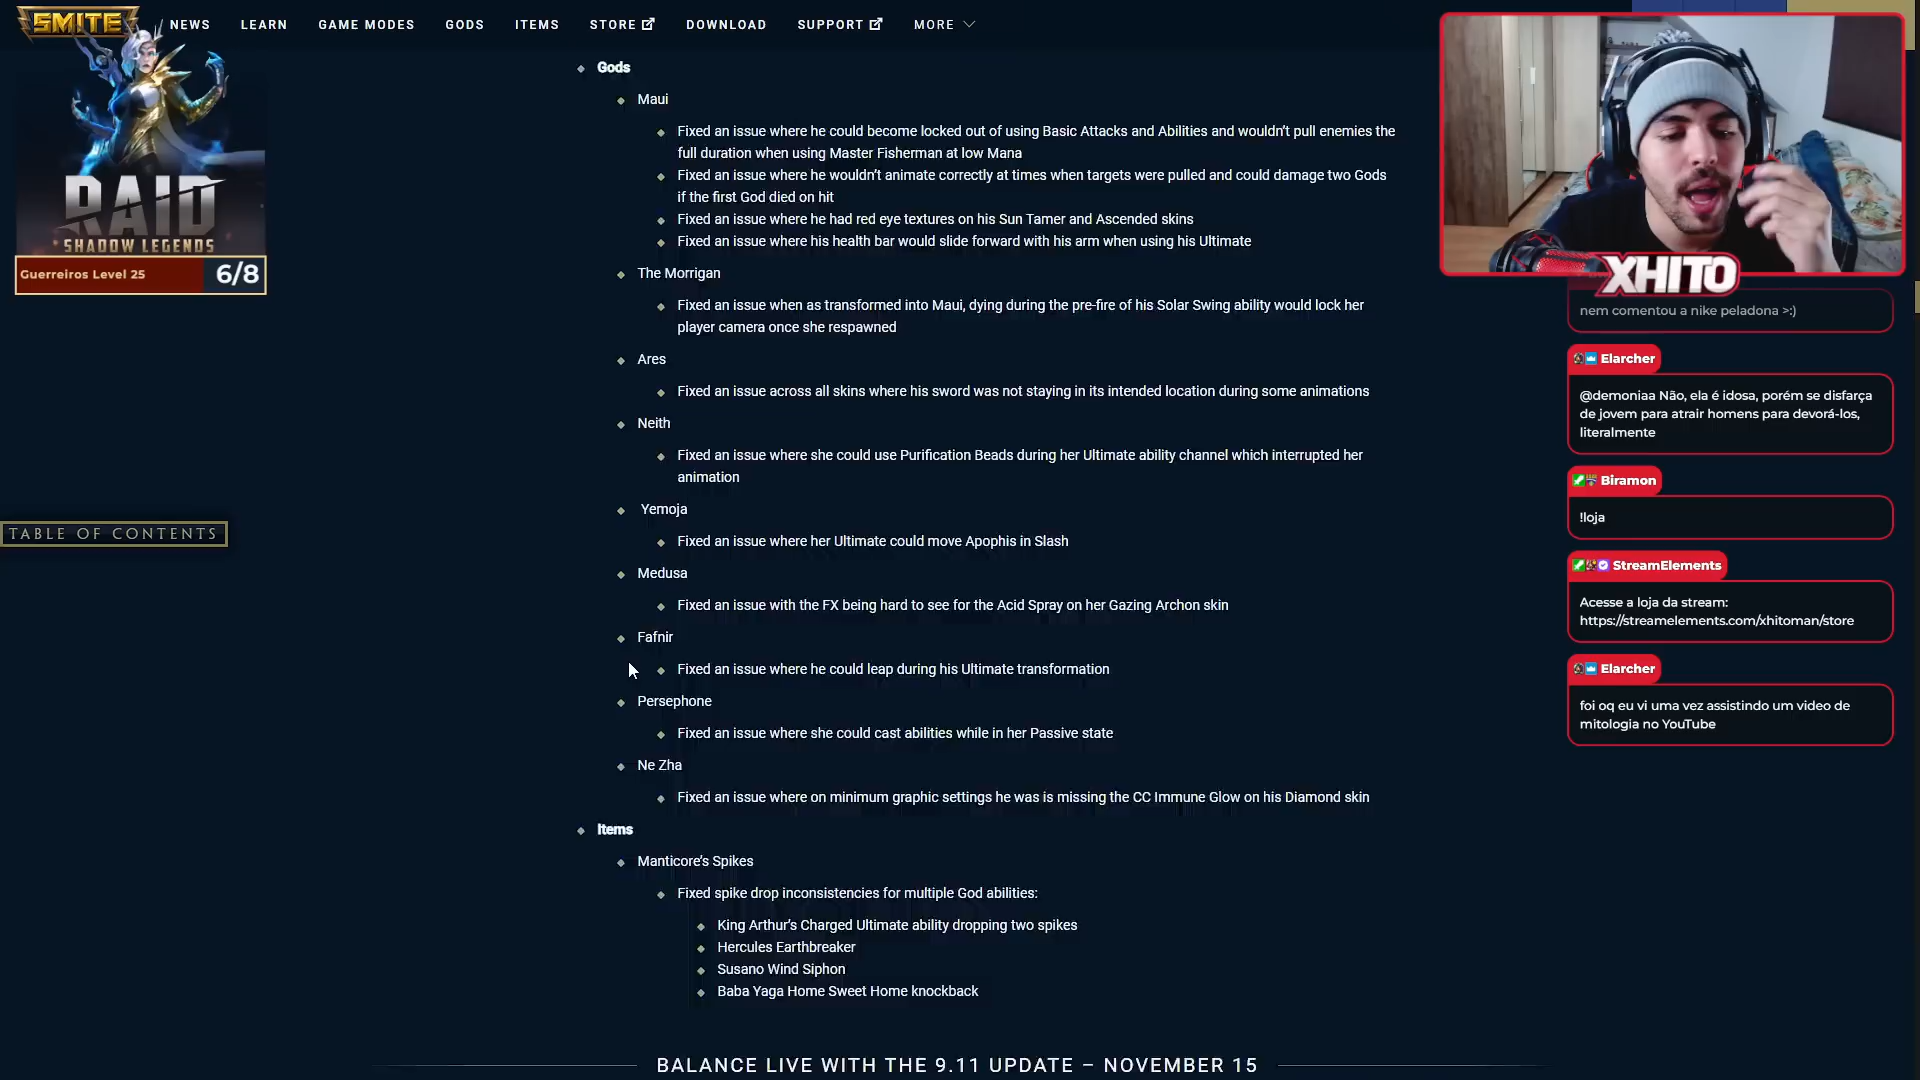 SMITE
NEWS
LEARN
GAME MODES
GODS
ITEMS
STORE
DOWNLOAD
SUPPORT
MORE
RAID
SHADOW LEGENDS
Guerreiros Level 25
6/8
TABLE OF CONTENTS
Gods
Maui
Fixed an issue where he could become locked out of using Basic Attacks and Abilities and wouldn't pull enemies the
full duration when using Master Fisherman at low Mana
Fixed an issue where he wouldn't animate correctly at times when targets were pulled and could damage two Gods
if the first God died on hit
Fixed an issue where he had red eye textures on his Sun Tamer and Ascended skins
Fixed an issue where his health bar would slide forward with his arm when using his Ultimate
The Morrigan
Fixed an issue when as transformed into Maui, dying during the pre-fire of his Solar Swing ability would lock her
player camera once she respawned
Ares
Fixed an issue across all skins where his sword was not staying in its intended location during some animations
Neith
Fixed an issue where she could use Purification Beads during her Ultimate ability channel which interrupted her
animation
Yemoja
Fixed an issue where her Ultimate could move Apophis in Slash
Medusa
Fixed an issue with the FX being hard to see for the Acid Spray on her Gazing Archon skin
Fafnir
Fixed an issue where he could leap during his Ultimate transformation
Persephone
Fixed an issue where she could cast abilities while in her Passive state
Ne Zha
Fixed an issue where on minimum graphic settings he was is missing the CC Immune Glow on his Diamond skin
Items
Manticore's Spikes
Fixed spike drop inconsistencies for multiple God abilities:
King Arthur's Charged Ultimate ability dropping two spikes
Hercules Earthbreaker
Susano Wind Siphon
Baba Yaga Home Sweet Home knockback
BALANCE LIVE WITH THE 9.11 UPDATE – NOVEMBER 15
XHITO
nem comentou a nike peladona >:)
Elarcher
@demoniaa Não, ela é idosa, porém se disfarça
de jovem para atrair homens para devorá-los,
literalmente
Biramon
!loja
StreamElements
Acesse a loja da stream:
https://streamelements.com/xhitoman/store
Elarcher
foi oq eu vi uma vez assistindo um video de
mitologia no YouTube